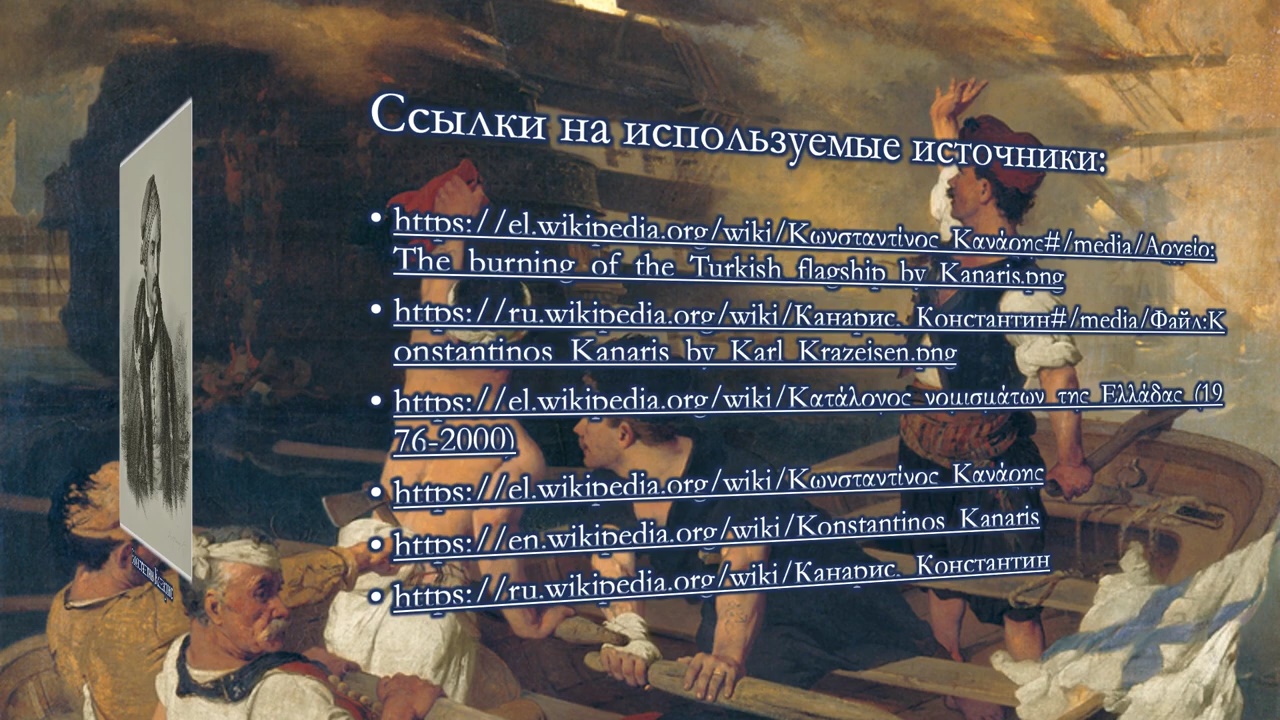 Ссылки на используемые источники:
• https://el.wikipedia.org/wiki/Κωνσταντίνος_Κανάρης#/media/Αρχείο:
The_burning_of_the_Turkish_flagship_by_Kanaris.png
• https://ru.wikipedia.org/wiki/Канарис,_Константин#/media/Файл:K
onstantinos_Kanaris_by_Karl_Krazeisen.png
• https://el.wikipedia.org/wiki/Κατάλογος_νομισμάτων_της_Ελλάδας_(19
76-2000)
• https://el.wikipedia.org/wiki/Κωνσταντίνος_Κανάρης
• https://en.wikipedia.org/wiki/Konstantinos_Kanaris
• https://ru.wikipedia.org/wiki/Канарис,_Константин